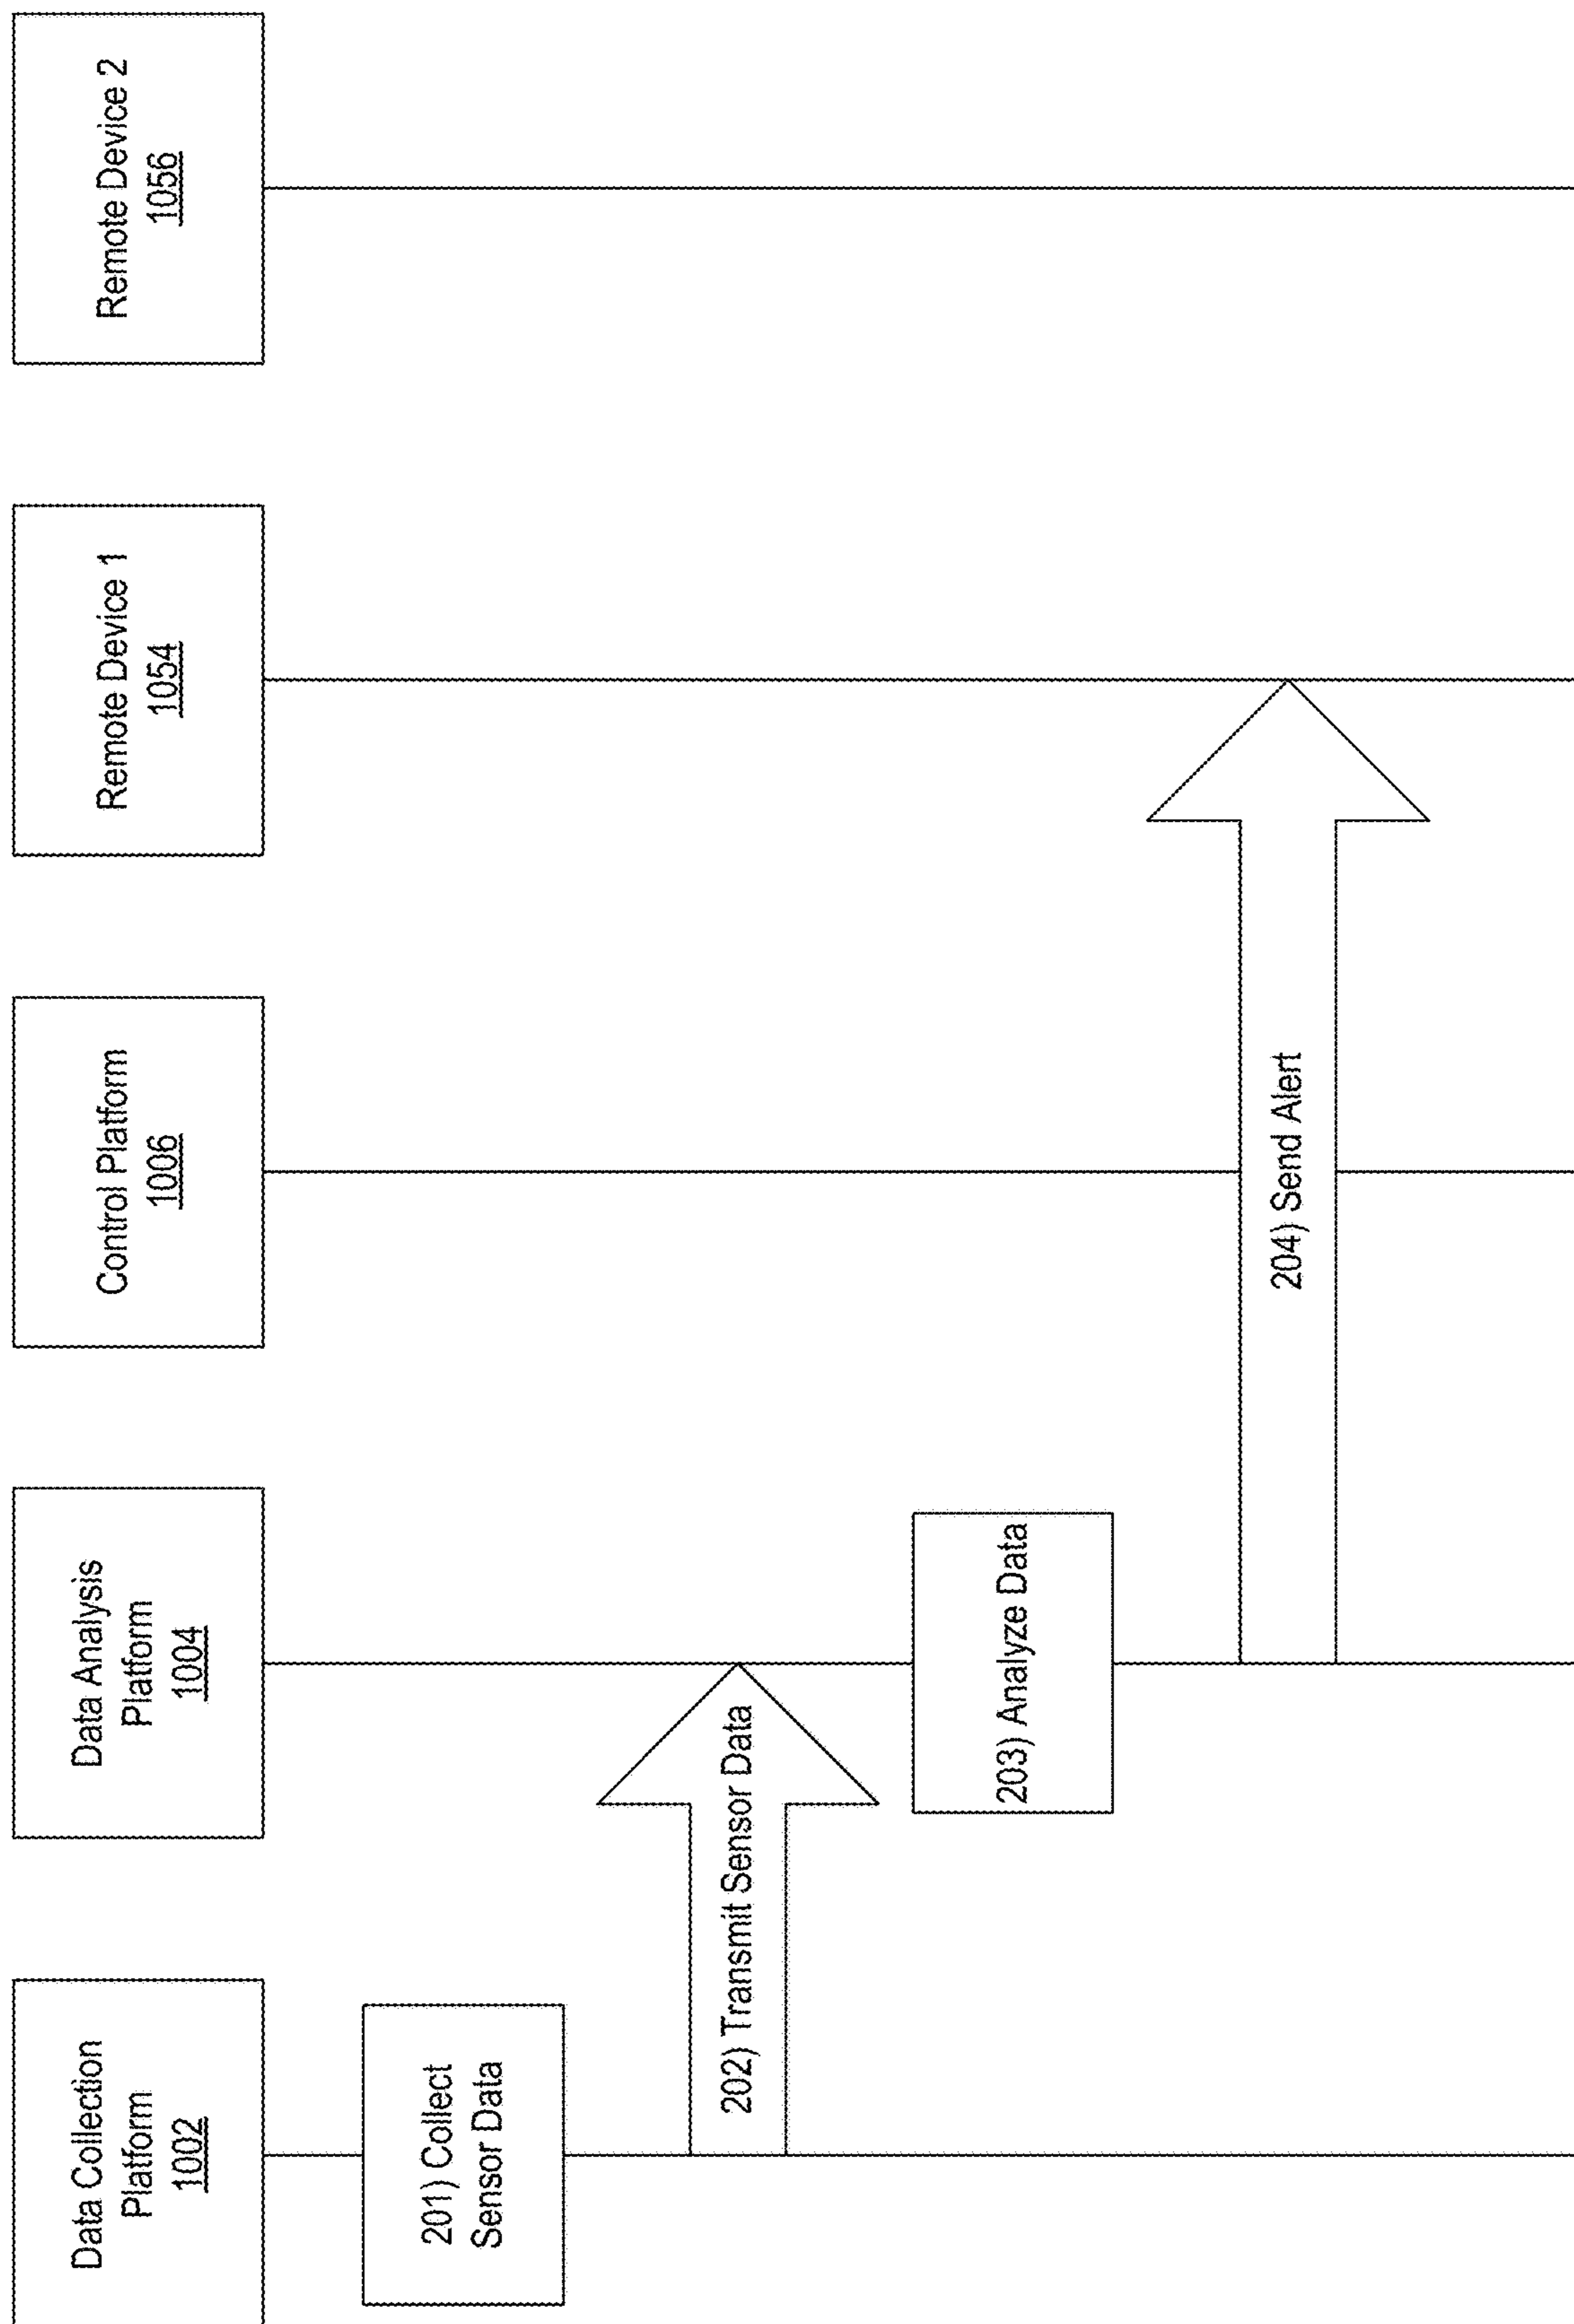 Data Collection
Platform
1002
Data Analysis
Platform
1004
Control Platform
1006
Remote Device 1
1054
Remote Device 2
1056
201) Collect
Sensor Data
202) Transmit Sensor Data
203) Analyze Data
204) Send Alert